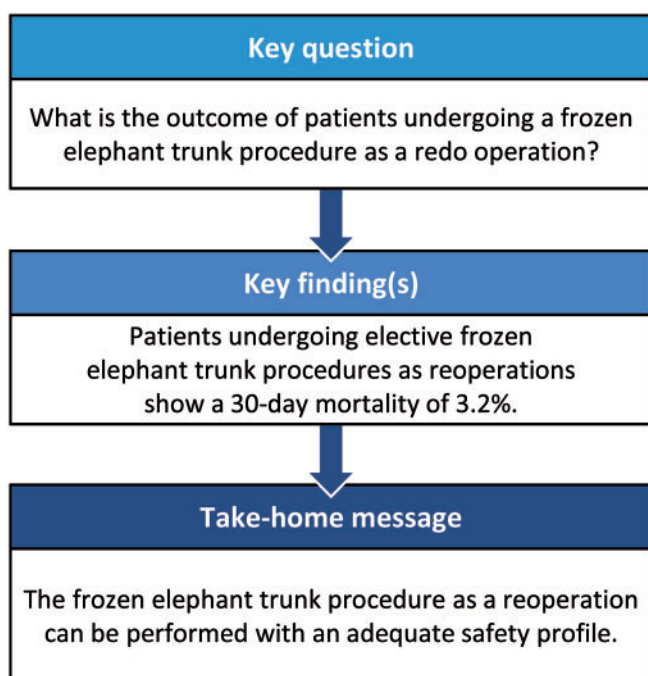 Key question
What is the outcome of patients undergoing a frozen
elephant trunk procedure as a redo operation?
Key finding(s)
Patients undergoing elective frozen
elephant trunk procedures as reoperations
show a 30-day mortality of 3.2%.
Take-home message
The frozen elephant trunk procedure as a reoperation
can be performed with an adequate safety profile.